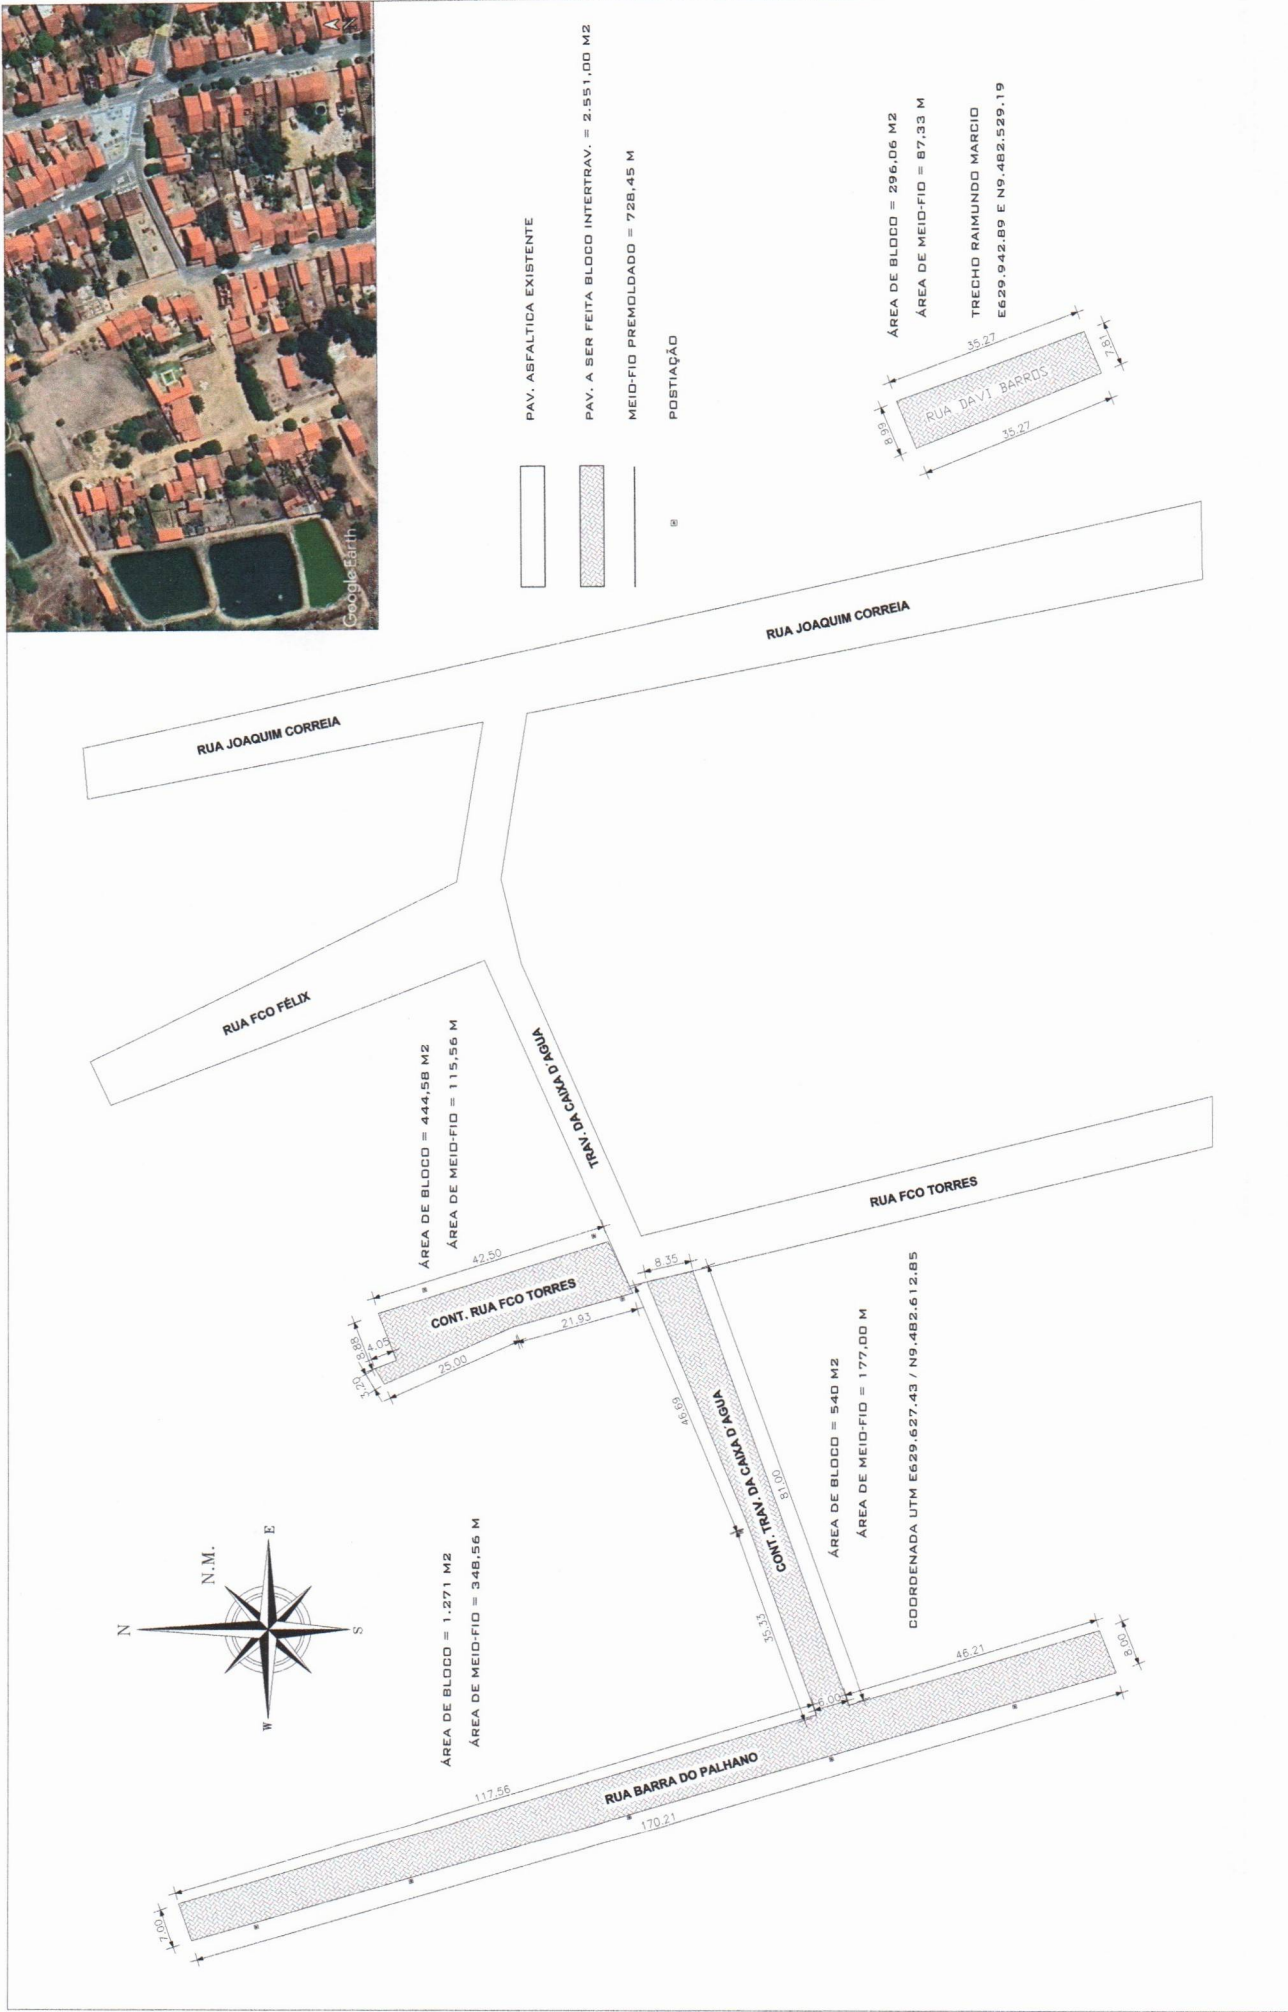 Google Earth
PAV. ASFALTICA EXISTENTE
PAV. A SER FEITA BLOCO INTERTRAV. = 2.551,00 M2
MEIO-FIO PREMOLDADO = 728,45 M
POSTIAÇÃO
N
N.M.
W
E
S
RUA JOAQUIM CORREIA
RUA JOAQUIM CORREIA
RUA FCO FÉLIX
TRAV. DA CAIXA D'AGUA
RUA FCO TORRES
ÁREA DE BLOCO = 444,58 M2
ÁREA DE MEIO-FIO = 115,56 M
CONT. RUA FCO TORRES
42,50
8,88
4,05
3,20
25,00
21,93
8,35
CONT. TRAV. DA CAIXA D'AGUA
46,69
35,33
81,00
6,00
ÁREA DE BLOCO = 540 M2
ÁREA DE MEIO-FIO = 177,00 M
COORDENADA UTM E629.627.43 / N9.482.612.85
ÁREA DE BLOCO = 1.271 M2
ÁREA DE MEIO-FIO = 348,56 M
RUA BARRA DO PALHANO
7,00
117,56
170,21
46,21
8,00
ÁREA DE BLOCO = 296,06 M2
ÁREA DE MEIO-FIO = 87,33 M
TRECHO RAIMUNDO MARCIO
E629.942.89 E N9.482.529.19
RUA DAVI BARROS
8,99
35,27
35,27
7,81